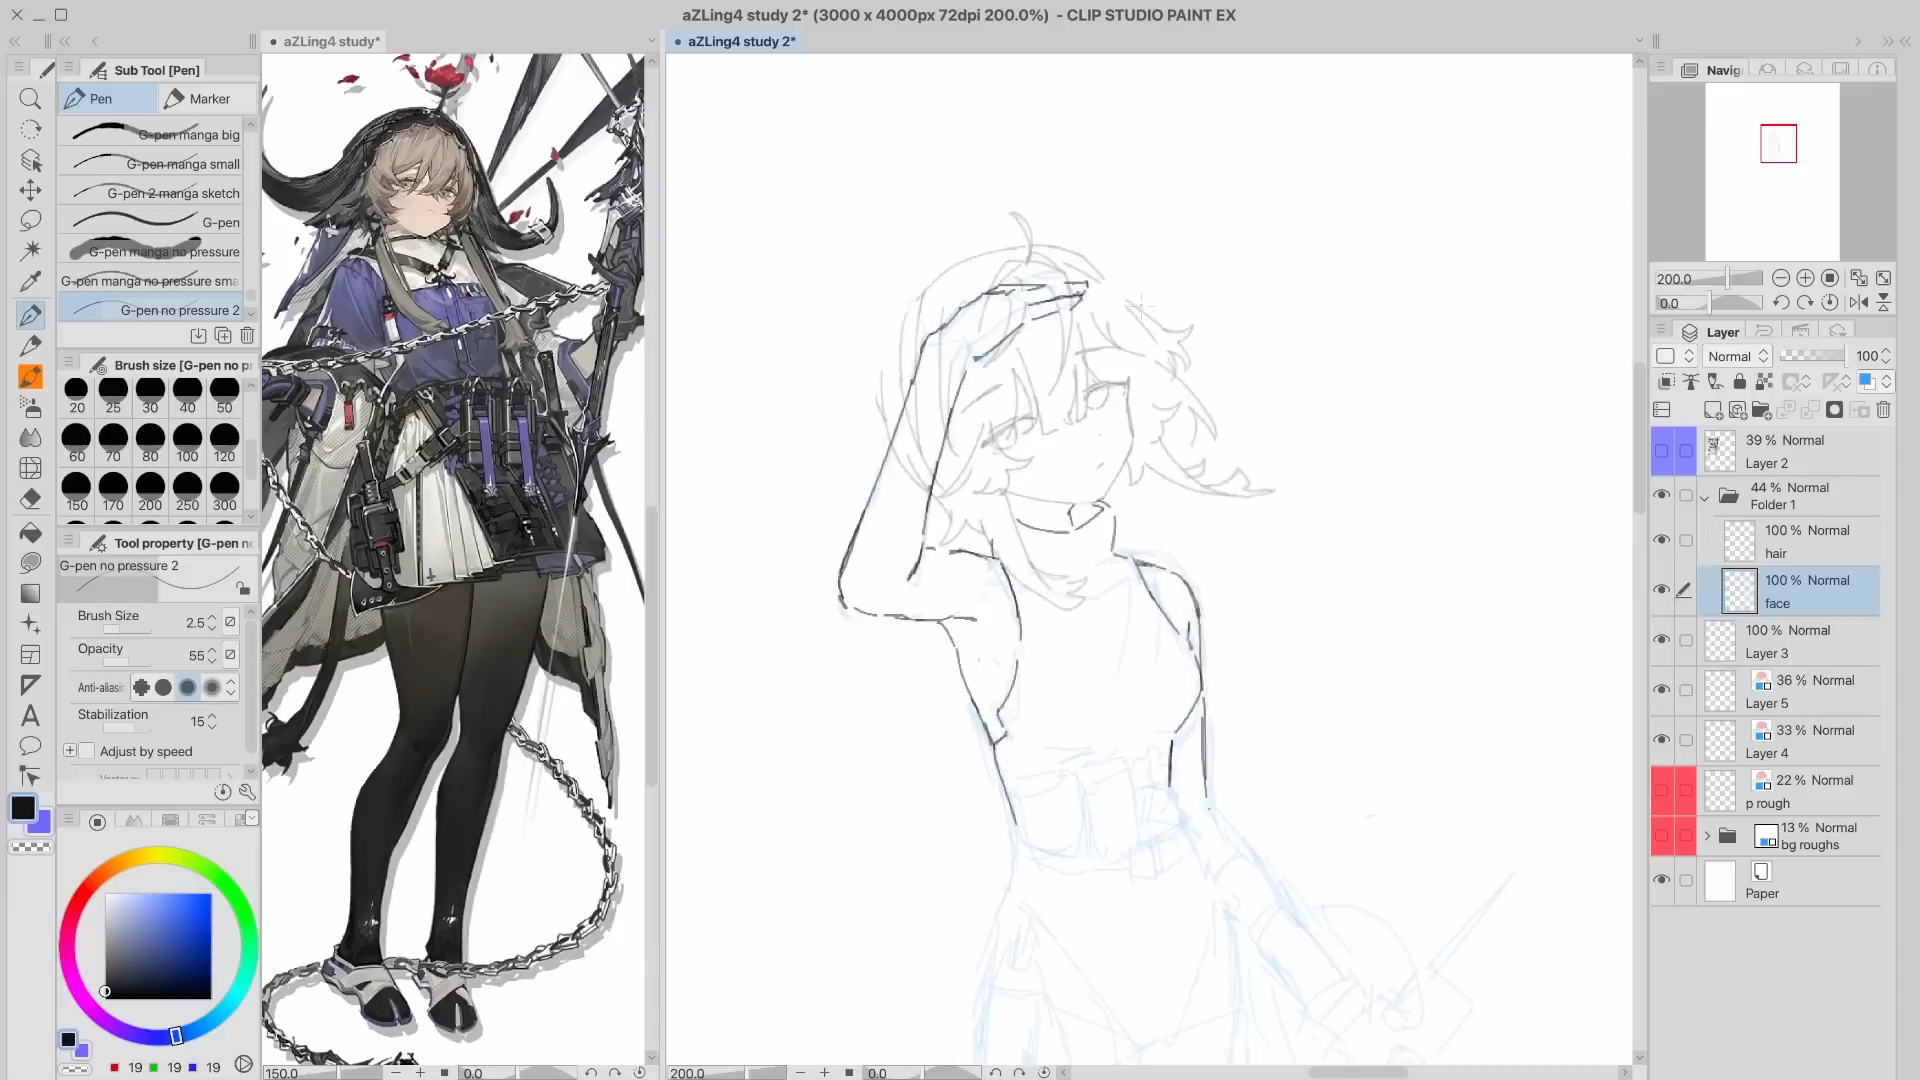 aZLing4 study 2* (3000 x 4000px 72dpi 200.0%) - CLIP STUDIO PAINT EX
aZLing4 study*
aZLing4 study 2*
Sub Tool [Pen]
Pen
Marker
G-pen manga big
G-pen manga small
G-pen 2 manga sketch
G-pen
G-pen manga no pressure
G-pen manga no pressure sma
G-pen no pressure 2
Brush size [G-pen no pr
20 25 30 40 50
60 70 80 100 120
150 170 200 250 300
Tool property [G-pen no
G-pen no pressure 2
Brush Size 2.5
Opacity 55
Anti-aliasin
Stabilization 15
Adjust by speed
19 19 19
150.0 0.0
200.0 0.0
Navig
200.0
0.0
Layer
Normal 100
39 % Normal
Layer 2
44 % Normal
Folder 1
100 % Normal
hair
100 % Normal
face
100 % Normal
Layer 3
36 % Normal
Layer 5
33 % Normal
Layer 4
22 % Normal
p rough
13 % Normal
bg roughs
Paper